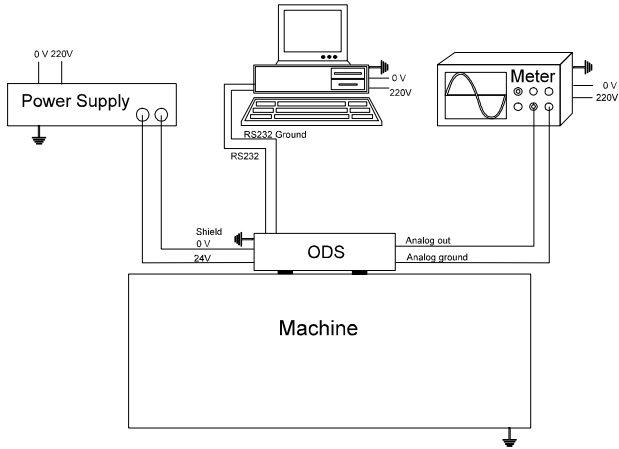 0 V 220V
Power Supply
0 V
220V
Meter
0 V
220V
RS232 Ground
RS232
Shield
0 V
24V
ODS
Analog out
Analog ground
Machine